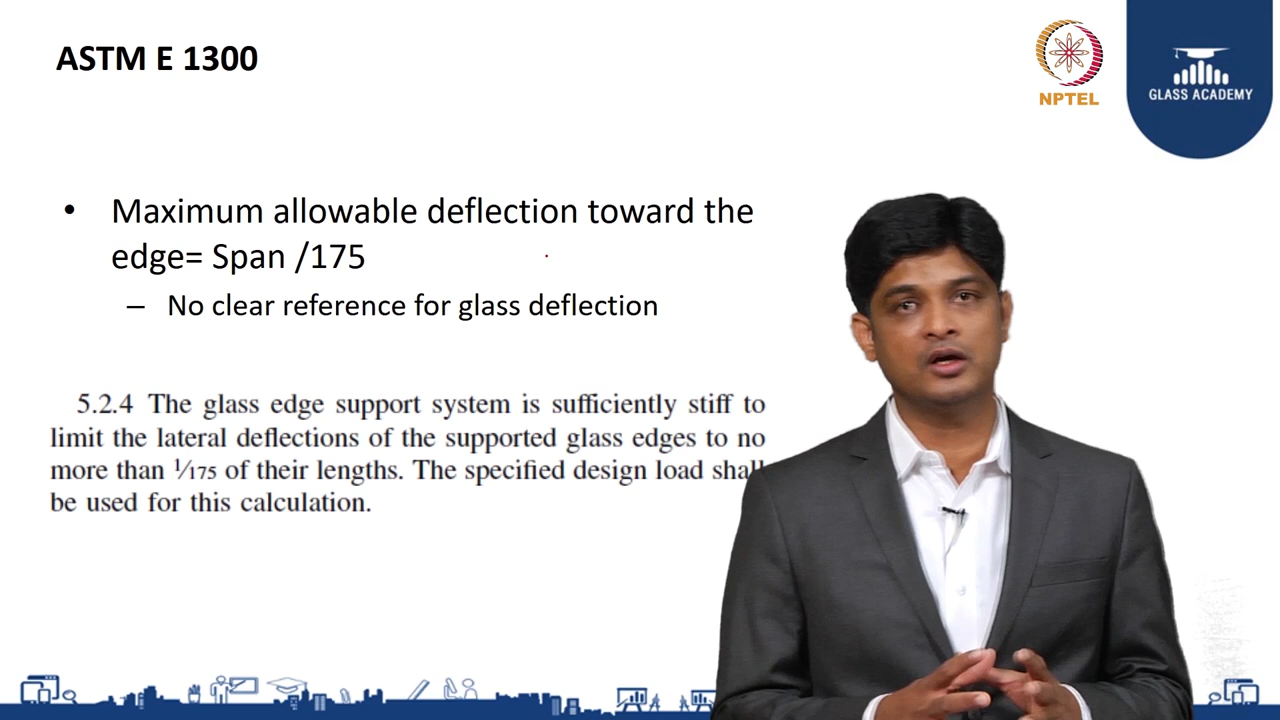 ASTM E 1300
NPTEL
GLASS ACADEMY
• Maximum allowable deflection toward the
edge= Span /175
– No clear reference for glass deflection
5.2.4 The glass edge support system is sufficiently stiff to
limit the lateral deflections of the supported glass edges to no
more than 1⁄175 of their lengths. The specified design load shall
be used for this calculation.